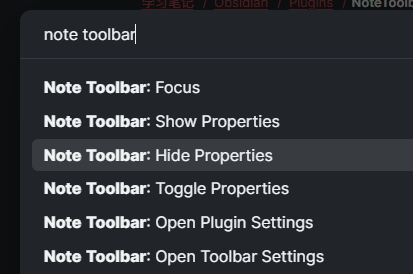 学习笔记 / Obsidian / Plugins / NoteToolb
note toolbar
Note Toolbar: Focus
Note Toolbar: Show Properties
Note Toolbar: Hide Properties
Note Toolbar: Toggle Properties
Note Toolbar: Open Plugin Settings
Note Toolbar: Open Toolbar Settings